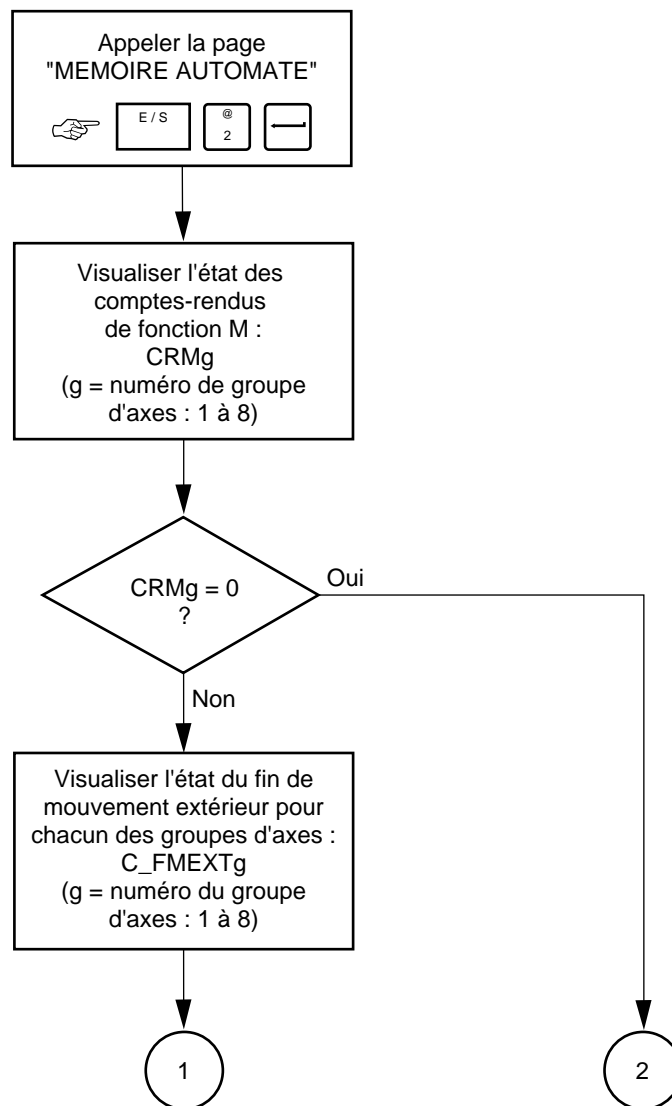 Appeler la page
"MEMOIRE AUTOMATE"
E / S
@
2
Visualiser l'état des
comptes-rendus
de fonction M :
CRMg
(g = numéro de groupe
d'axes : 1 à 8)
CRMg = 0
?
Oui
Non
Visualiser l'état du fin de
mouvement extérieur pour
chacun des groupes d'axes :
C_FMEXTg
(g = numéro du groupe
d'axes : 1 à 8)
1
2